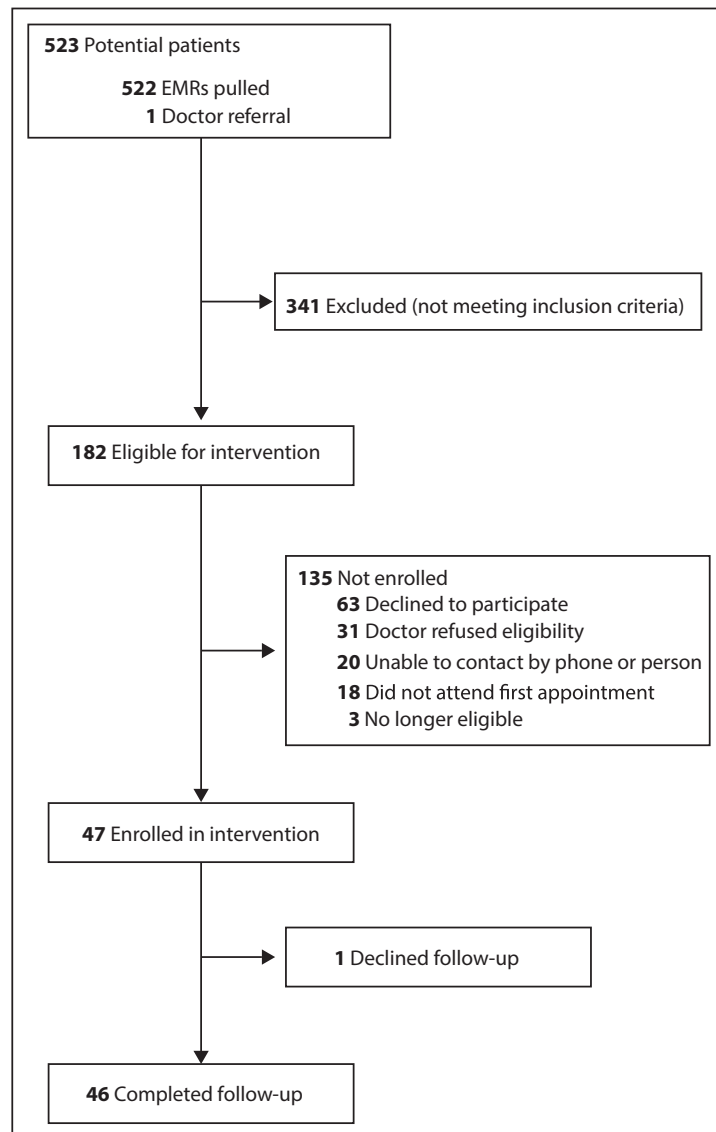 523 Potential patients
522 EMRs pulled
1 Doctor referral
341 Excluded (not meeting inclusion criteria)
182 Eligible for intervention
135 Not enrolled
63 Declined to participate
31 Doctor refused eligibility
20 Unable to contact by phone or person
18 Did not attend first appointment
3 No longer eligible
47 Enrolled in intervention
1 Declined follow-up
46 Completed follow-up